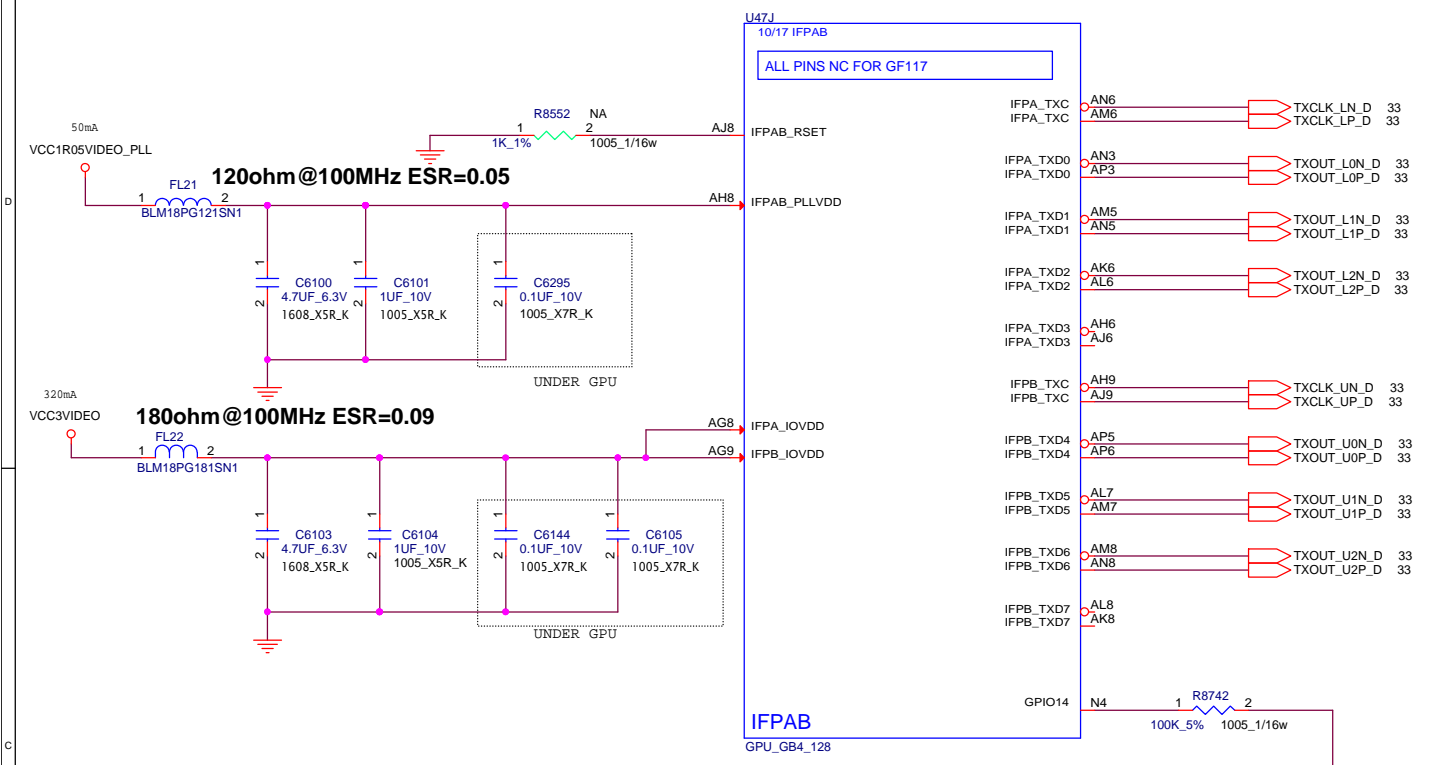 U47J
10/17 IFPAB
ALL PINS NC FOR GF117
R8552 NA
1 2
1K_1% 1005_1/16w
AJ8 IFPAB_RSET
50mA
VCC1R05VIDEO_PLL
120ohm@100MHz ESR=0.05
FL21
1 2
BLM18PG121SN1
AH8 IFPAB_PLLVDD
D
1
C6100
4.7UF_6.3V
2
1608_X5R_K
1
C6101
1UF_10V
2
1005_X5R_K
1
C6295
0.1UF_10V
2
1005_X7R_K
UNDER GPU
320mA
VCC3VIDEO
180ohm@100MHz ESR=0.09
FL22
1 2
BLM18PG181SN1
AG8 IFPA_IOVDD
AG9 IFPB_IOVDD
1
C6103
4.7UF_6.3V
2
1608_X5R_K
1
C6104
1UF_10V
2
1005_X5R_K
1
C6144
0.1UF_10V
2
1005_X7R_K
1
C6105
0.1UF_10V
2
1005_X7R_K
UNDER GPU
IFPA_TXC AN6 TXCLK_LN_D 33
IFPA_TXC AM6 TXCLK_LP_D 33
IFPA_TXD0 AN3 TXOUT_L0N_D 33
IFPA_TXD0 AP3 TXOUT_L0P_D 33
IFPA_TXD1 AM5 TXOUT_L1N_D 33
IFPA_TXD1 AN5 TXOUT_L1P_D 33
IFPA_TXD2 AK6 TXOUT_L2N_D 33
IFPA_TXD2 AL6 TXOUT_L2P_D 33
IFPA_TXD3 AH6
IFPA_TXD3 AJ6
IFPB_TXC AH9 TXCLK_UN_D 33
IFPB_TXC AJ9 TXCLK_UP_D 33
IFPB_TXD4 AP5 TXOUT_U0N_D 33
IFPB_TXD4 AP6 TXOUT_U0P_D 33
IFPB_TXD5 AL7 TXOUT_U1N_D 33
IFPB_TXD5 AM7 TXOUT_U1P_D 33
IFPB_TXD6 AM8 TXOUT_U2N_D 33
IFPB_TXD6 AN8 TXOUT_U2P_D 33
IFPB_TXD7 AL8
IFPB_TXD7 AK8
GPIO14 N4
R8742
1 2
100K_5% 1005_1/16w
IFPAB
GPU_GB4_128
C